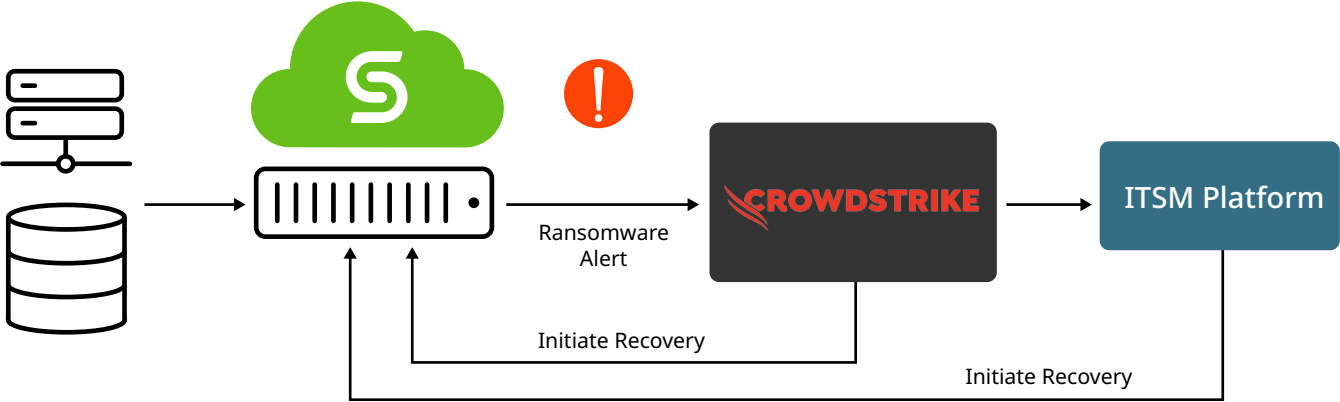 CROWDSTRIKE
ITSM Platform
Ransomware
Alert
Initiate Recovery
Initiate Recovery